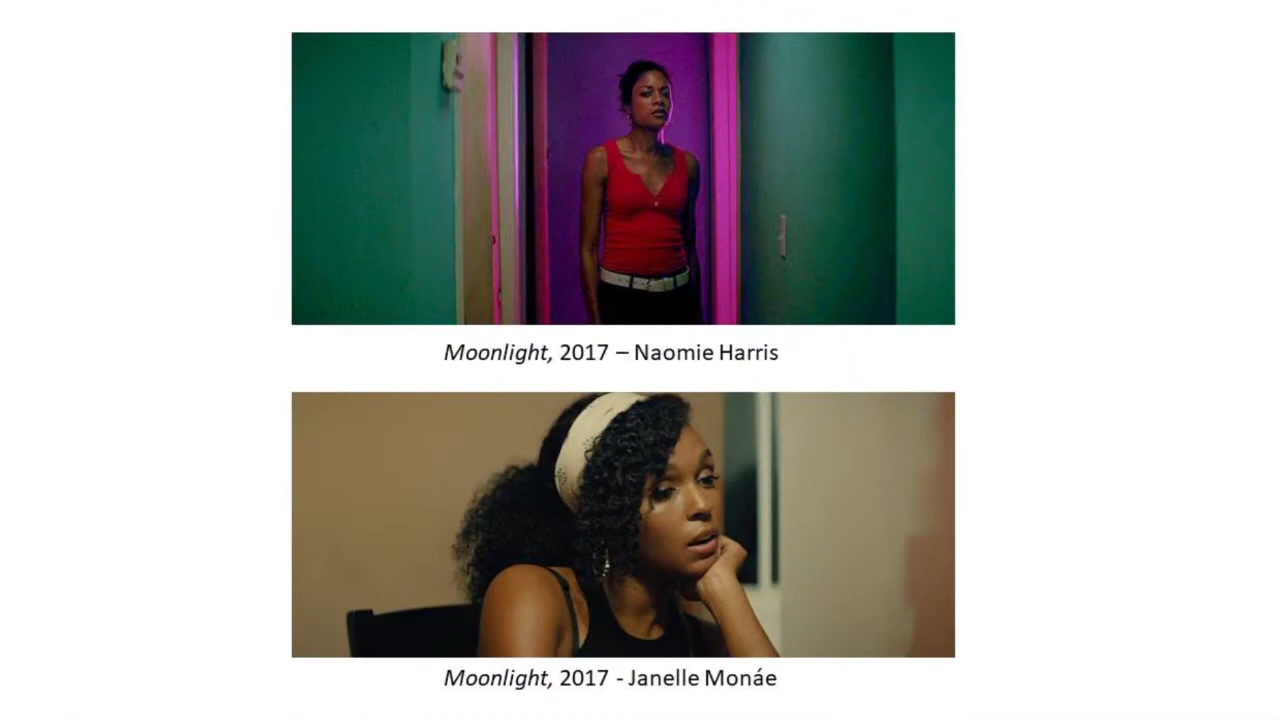 Moonlight, 2017 – Naomie Harris
Moonlight, 2017 - Janelle Monáe